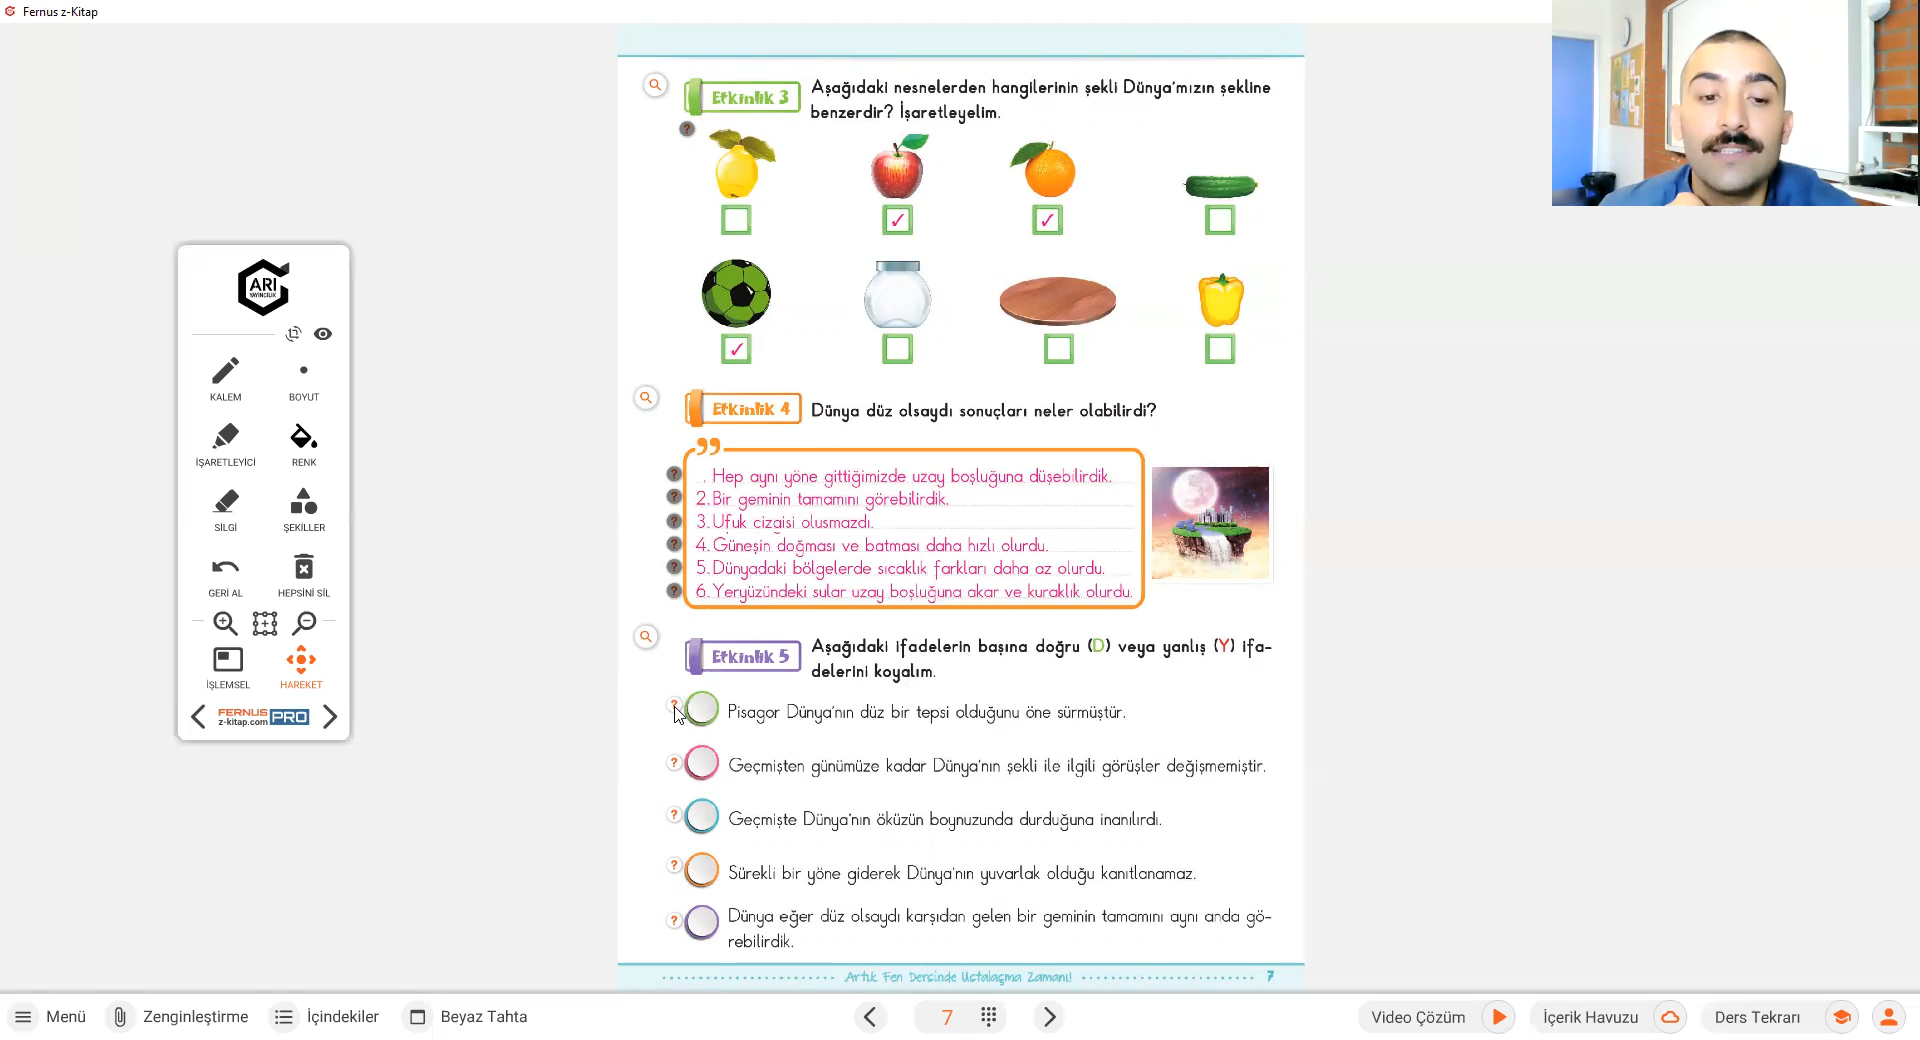 Fernus z-Kitap
Etkinlik 3
Aşağıdaki nesnelerden hangilerinin şekli Dünya'mızın şekline
benzerdir? İşaretleyelim.
Etkinlik 4
Dünya düz olsaydı sonuçları neler olabilirdi?
. Hep aynı yöne gittiğimizde uzay boşluğuna düşebilirdik.
2. Bir geminin tamamını görebilirdik.
3. Ufuk çizgisi oluşmazdı.
4. Güneşin doğması ve batması daha hızlı olurdu.
5. Dünyadaki bölgelerde sıcaklık farkları daha az olurdu.
6. Yeryüzündeki sular uzay boşluğuna akar ve kuraklık olurdu.
Etkinlik 5
Aşağıdaki ifadelerin başına doğru (D) veya yanlış (Y) ifa-
delerini koyalım.
Pisagor Dünya'nın düz bir tepsi olduğunu öne sürmüştür.
Geçmişten günümüze kadar Dünya'nın şekli ile ilgili görüşler değişmemiştir.
Geçmişte Dünya'nın öküzün boynuzunda durduğuna inanılırdı.
Sürekli bir yöne giderek Dünya'nın yuvarlak olduğu kanıtlanamaz.
Dünya eğer düz olsaydı karşıdan gelen bir geminin tamamını aynı anda gö-
rebilirdik.
Artık Fen Dersinde Ustalaşma Zamanı! 7
ARI
YAYINCILIK
KALEM BOYUT
İŞARETLEYİCİ RENK
SİLGİ ŞEKİLLER
GERİ AL HEPSİNİ SİL
İŞLEMSEL HAREKET
FERNUS
z-kitap.com PRO
Menü Zenginleştirme İçindekiler Beyaz Tahta 7 Video Çözüm İçerik Havuzu Ders Tekrarı